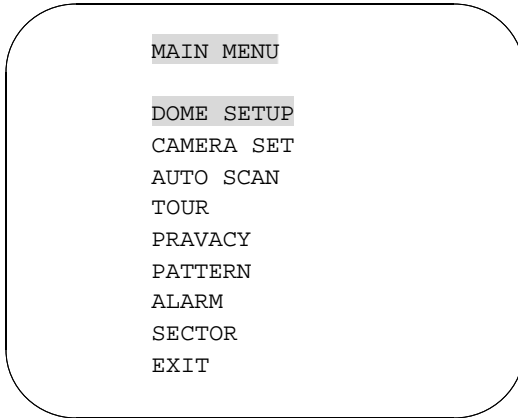 MAIN MENU
DOME SETUP
CAMERA SET
AUTO SCAN
TOUR
PRAVACY
PATTERN
ALARM
SECTOR
EXIT